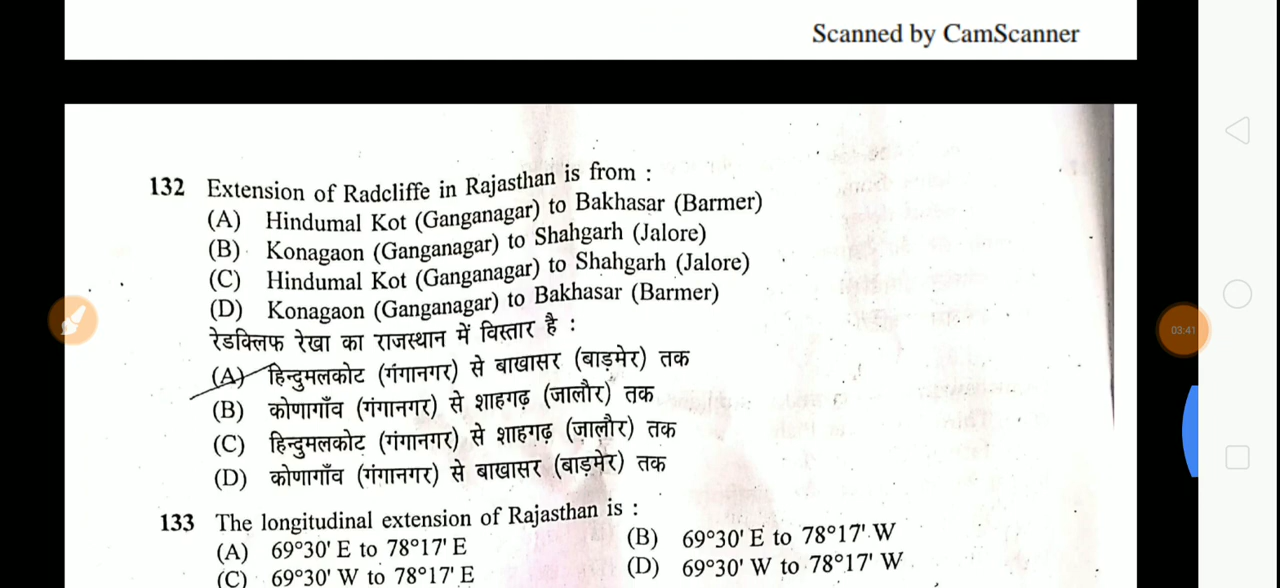 Scanned by CamScanner
132 Extension of Radcliffe in Rajasthan is from :
(A) Hindumal Kot (Ganganagar) to Bakhasar (Barmer)
(B) Konagaon (Ganganagar) to Shahgarh (Jalore)
(C) Hindumal Kot (Ganganagar) to Shahgarh (Jalore)
(D) Konagaon (Ganganagar) to Bakhasar (Barmer)
रेडक्लिफ रेखा का राजस्थान में विस्तार है :
03:41
(A) हिन्दुमलकोट (गंगानगर) से बाखासर (बाड़मेर) तक
(B) कोणागाँव (गंगानगर) से शाहगढ़ (जालौर) तक
(C) हिन्दुमलकोट (गंगानगर) से शाहगढ़ (जालौर) तक
(D) कोणागाँव (गंगानगर) से बाखासर (बाड़मेर) तक
133 The longitudinal extension of Rajasthan is :
(A) 69°30' E to 78°17' E (B) 69°30' E to 78°17' W
(C) 69°30' W to 78°17' E (D) 69°30' W to 78°17' W